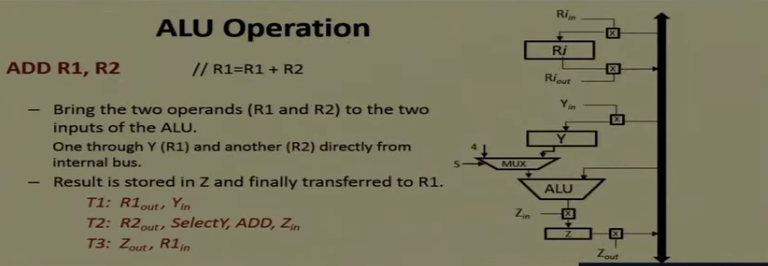 ALU Operation
ADD R1, R2 // R1=R1 + R2
– Bring the two operands (R1 and R2) to the two
inputs of the ALU.
One through Y (R1) and another (R2) directly from
internal bus.
– Result is stored in Z and finally transferred to R1.
T1: R1out, Yin
T2: R2out, SelectY, ADD, Zin
T3: Zout, R1in
Riin
X
Ri
X
Riout
Yin
X
Y
4
S
MUX
ALU
Zin
X
Z
X
Zout